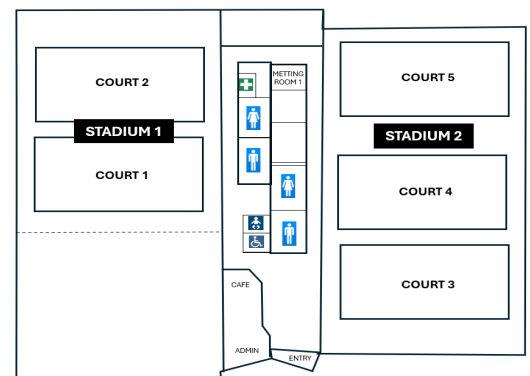 COURT 2
STADIUM 1
COURT 1
METTING
ROOM 1
CAFE
ADMIN
ENTRY
COURT 5
STADIUM 2
COURT 4
COURT 3